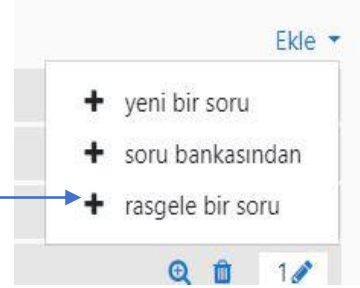 Ekle
yeni bir soru
soru bankasından
rasgele bir soru
1